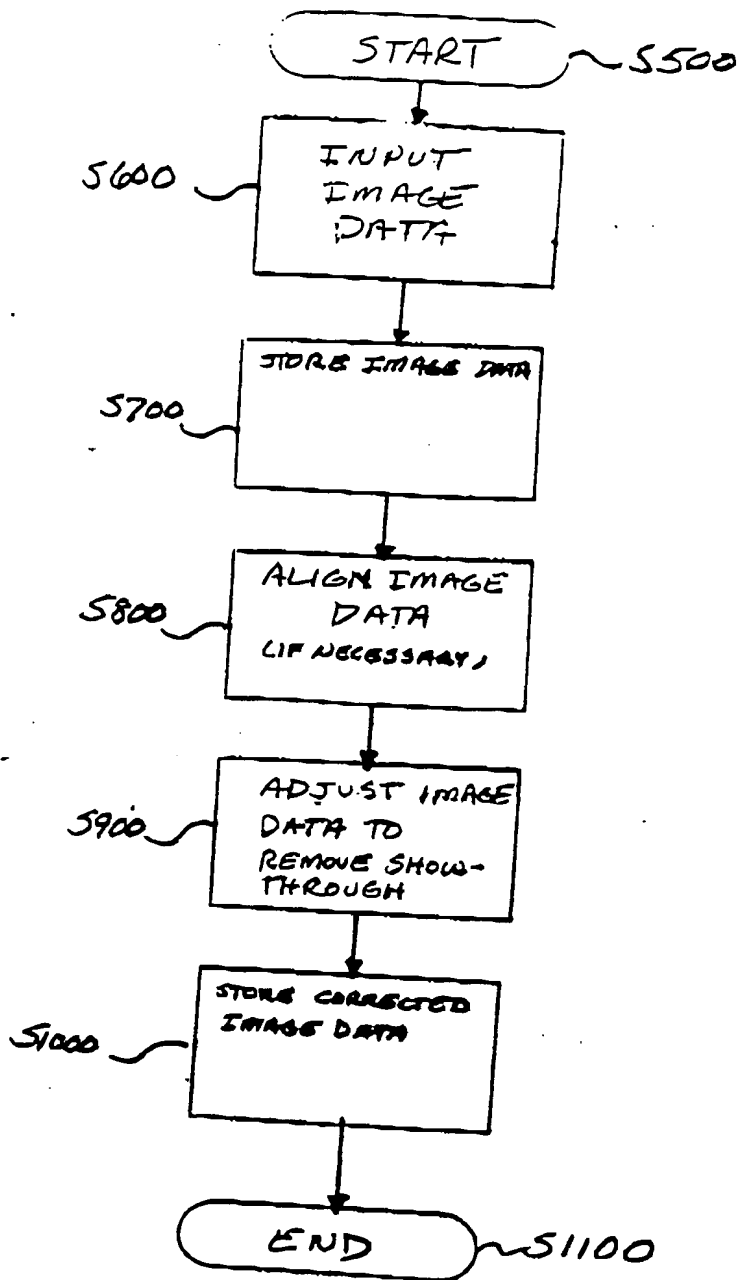 START
S500
INPUT
IMAGE
DATA
S600
STORE IMAGE DATA
S700
ALIGN IMAGE
DATA
(IF NECESSARY)
S800
ADJUST IMAGE
DATA TO
REMOVE SHOW-
THROUGH
S900
STORE CORRECTED
IMAGE DATA
S1000
END
S1100